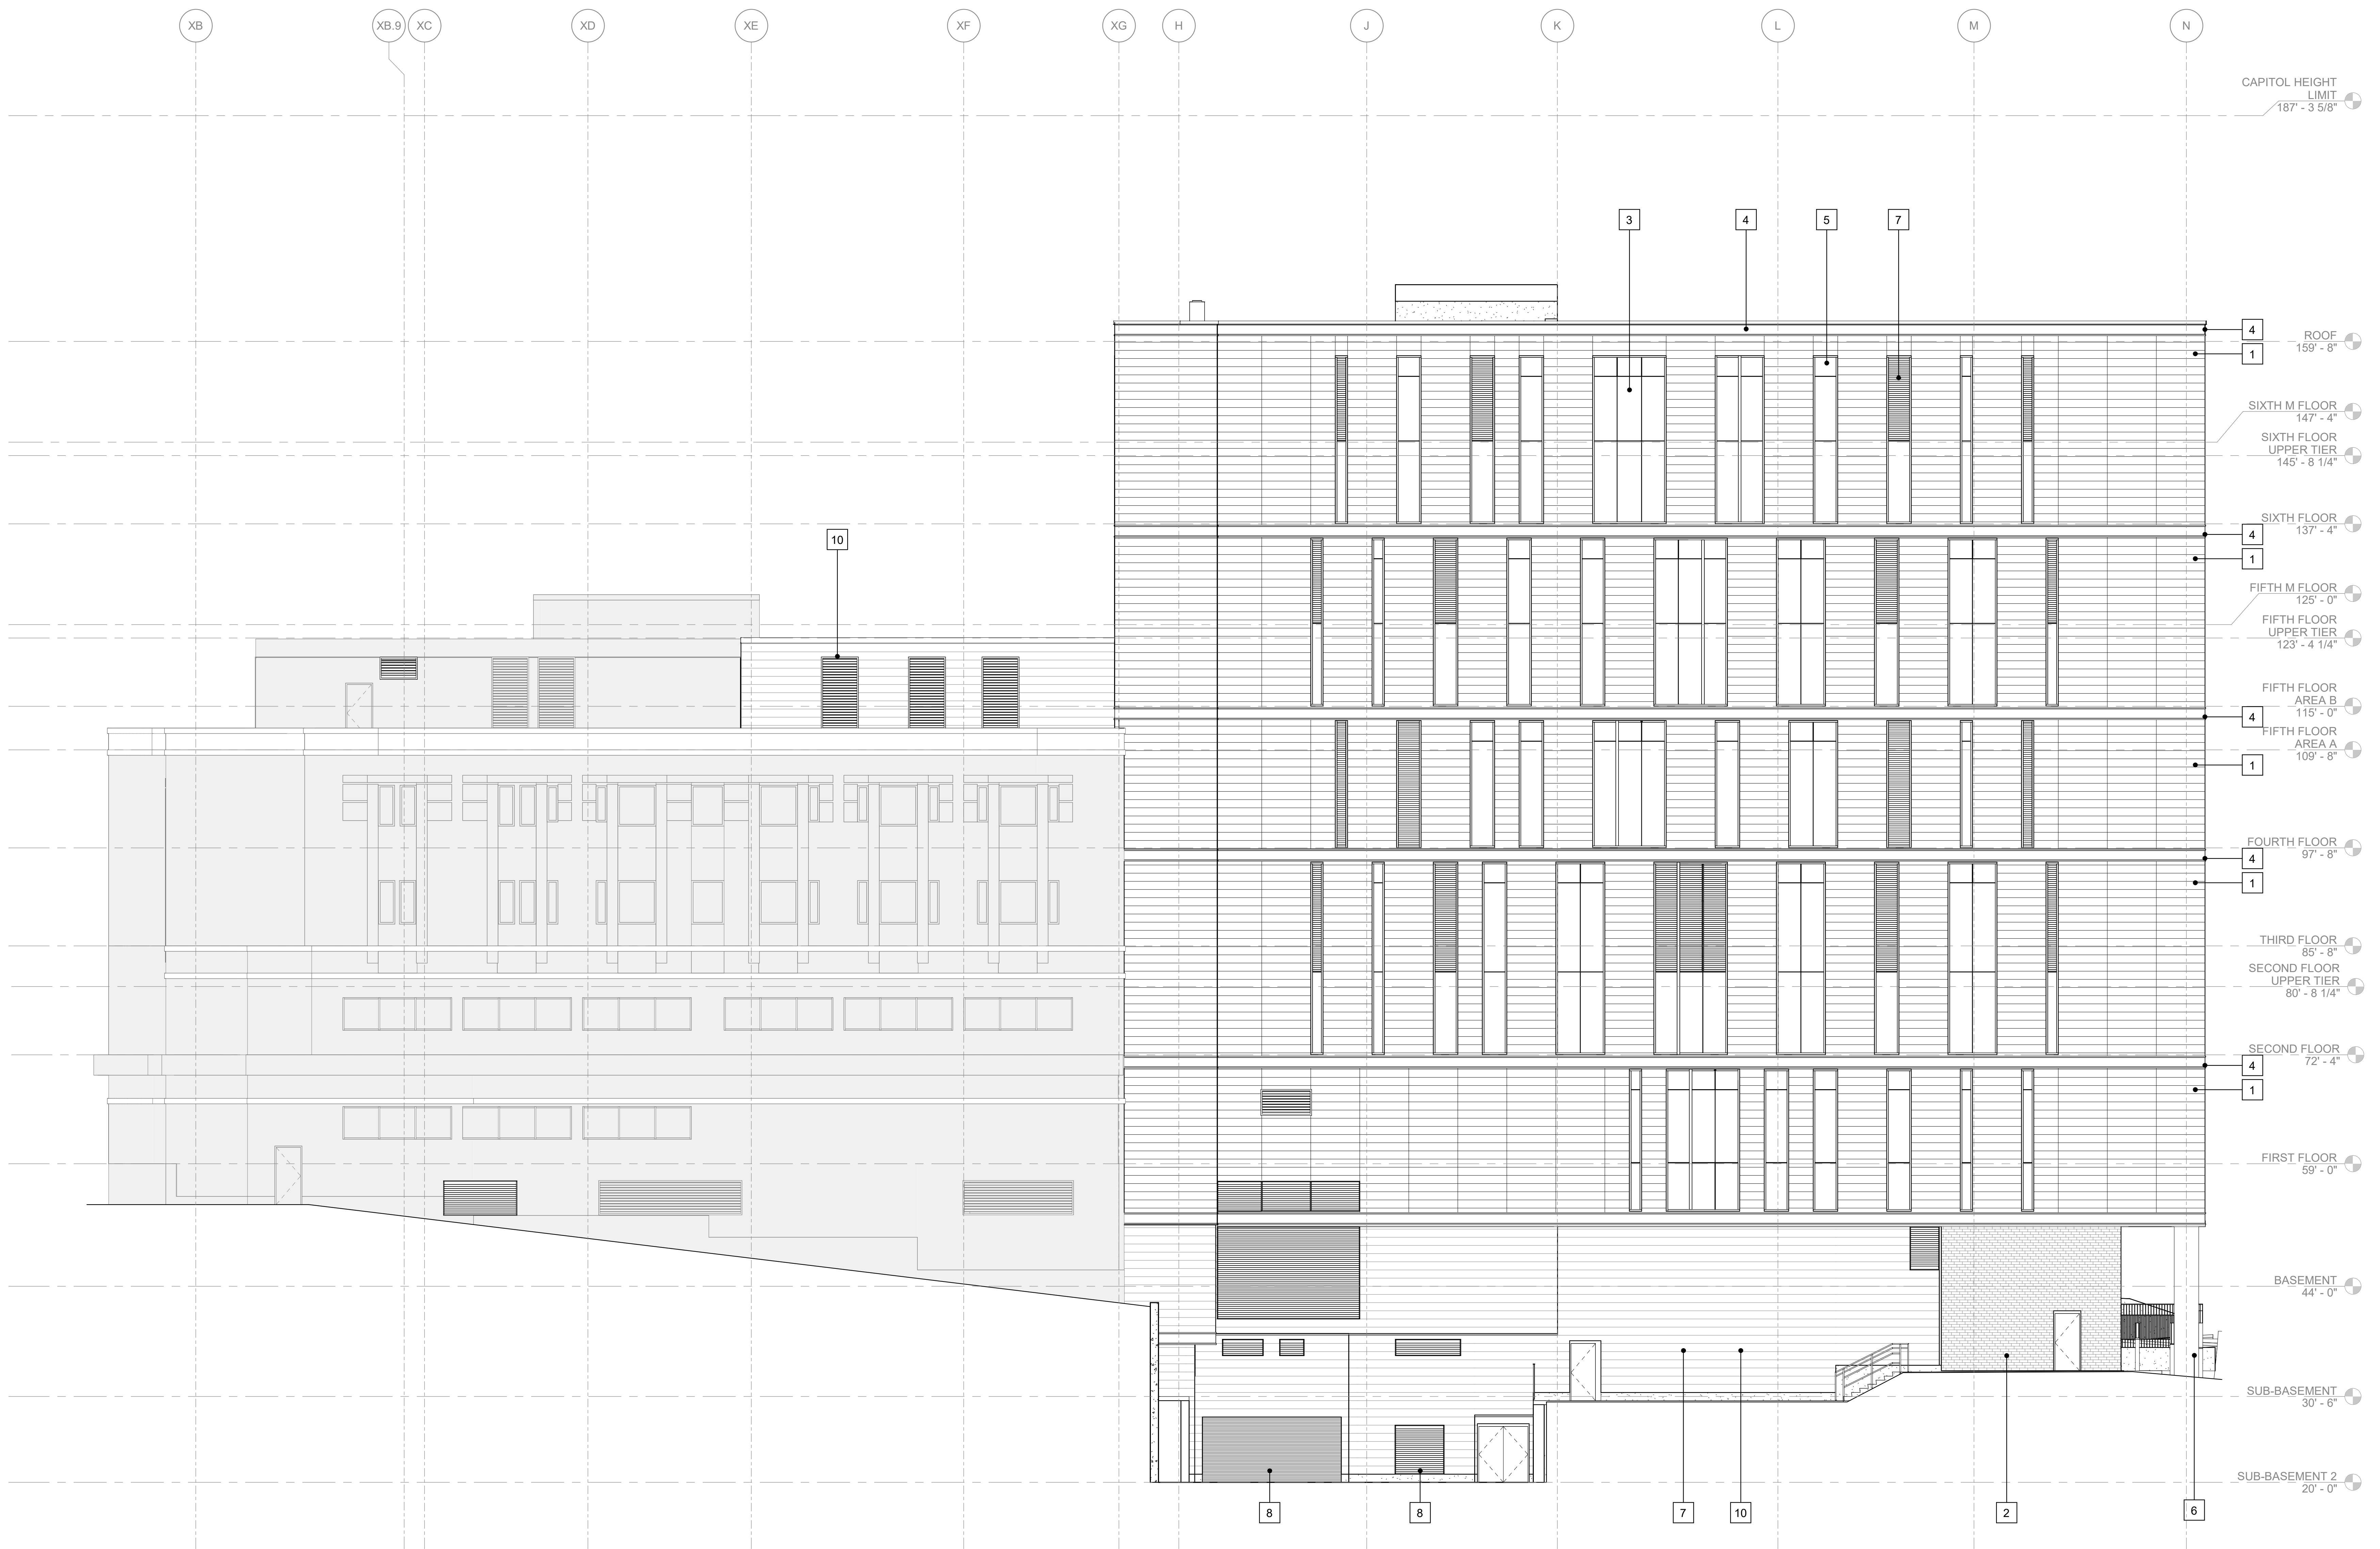 XB XB.9 XC XD XE XF XG H J K L M N
CAPITOL HEIGHT
LIMIT
187' - 3 5/8"
3 4 5 7
4
ROOF
159' - 8"
1
SIXTH M FLOOR
147' - 4"
SIXTH FLOOR
UPPER TIER
145' - 8 1/4"
SIXTH FLOOR
137' - 4"
4
10
1
FIFTH M FLOOR
125' - 0"
FIFTH FLOOR
UPPER TIER
123' - 4 1/4"
FIFTH FLOOR
AREA B
115' - 0"
4
FIFTH FLOOR
AREA A
109' - 8"
1
FOURTH FLOOR
97' - 8"
4
1
THIRD FLOOR
85' - 8"
SECOND FLOOR
UPPER TIER
80' - 8 1/4"
SECOND FLOOR
72' - 4"
4
1
FIRST FLOOR
59' - 0"
BASEMENT
44' - 0"
SUB-BASEMENT
30' - 6"
SUB-BASEMENT 2
20' - 0"
8 8 7 10 2 6